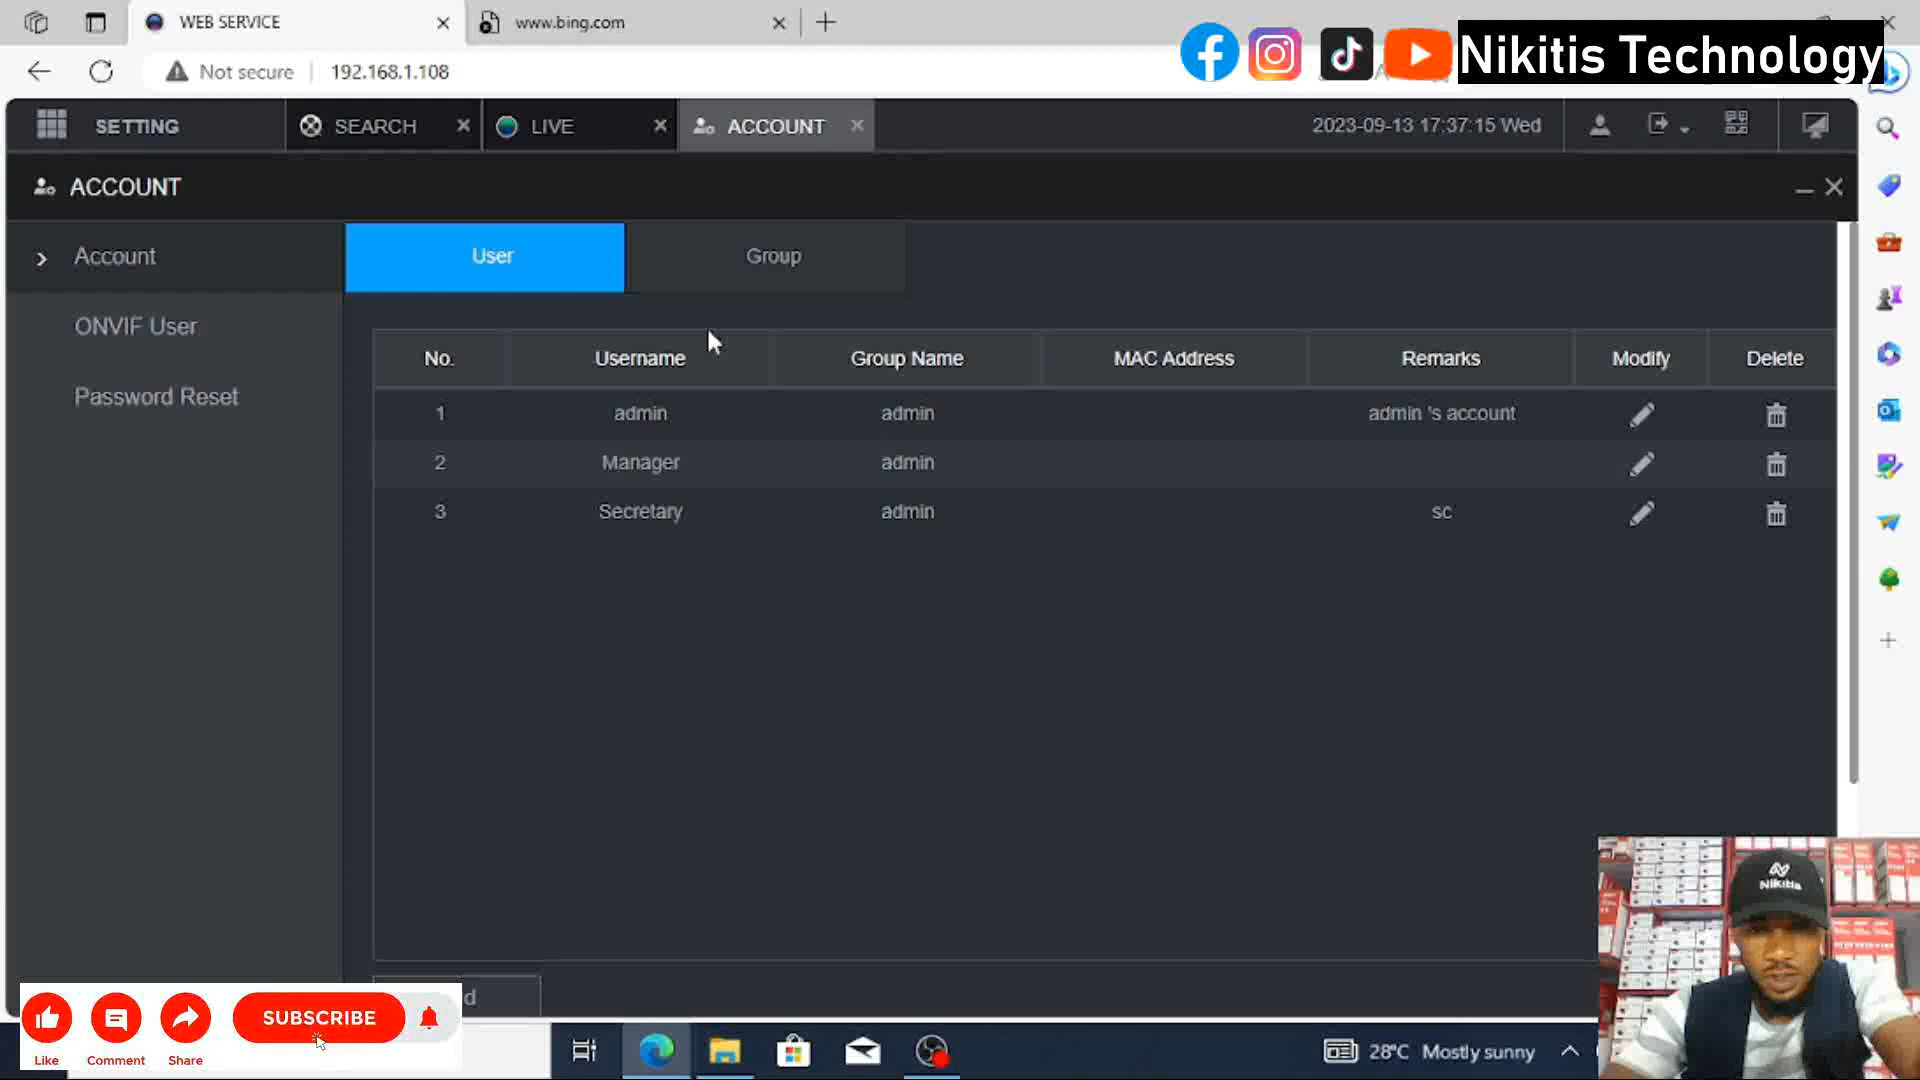 WEB SERVICE
www.bing.com
Nikitis Technology
Not secure
192.168.1.108
SETTING
SEARCH
LIVE
ACCOUNT
2023-09-13 17:37:15 Wed
ACCOUNT
Account
User
Group
ONVIF User
Password Reset
No.
Username
Group Name
MAC Address
Remarks
Modify
Delete
1
admin
admin
admin 's account
2
Manager
admin
3
Secretary
admin
sc
Nikitis
d
SUBSCRIBE
Like
Comment
Share
28°C Mostly sunny